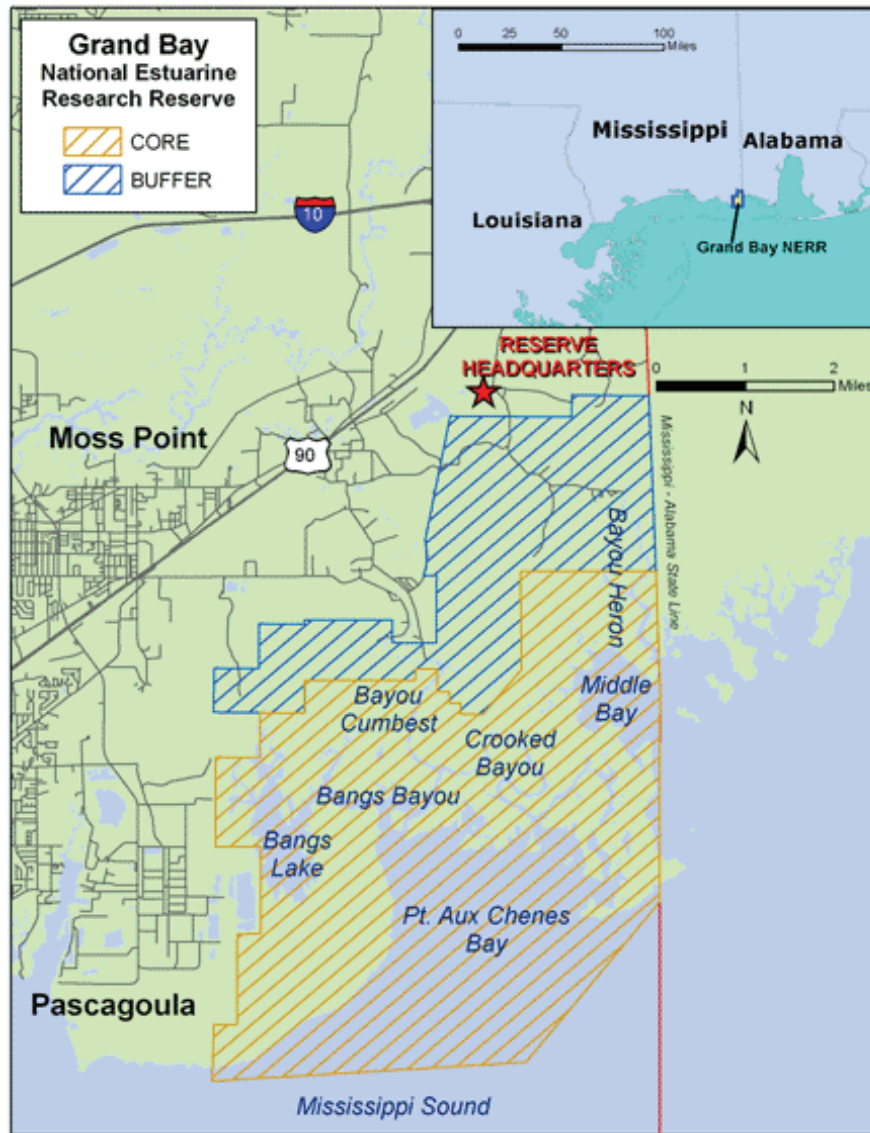 Grand Bay
National Estuarine
Research Reserve
CORE
BUFFER
0 25 50 100
Miles
Mississippi
Alabama
Louisiana
Grand Bay NERR
10
RESERVE
HEADQUARTERS
0 1 2
Miles
N
Moss Point
90
Mississippi - Alabama State Line
Bayou Heron
Middle
Bay
Bayou
Cumbest
Crooked
Bayou
Bangs Bayou
Bangs
Lake
Pt. Aux Chenes
Bay
Pascagoula
Mississippi Sound